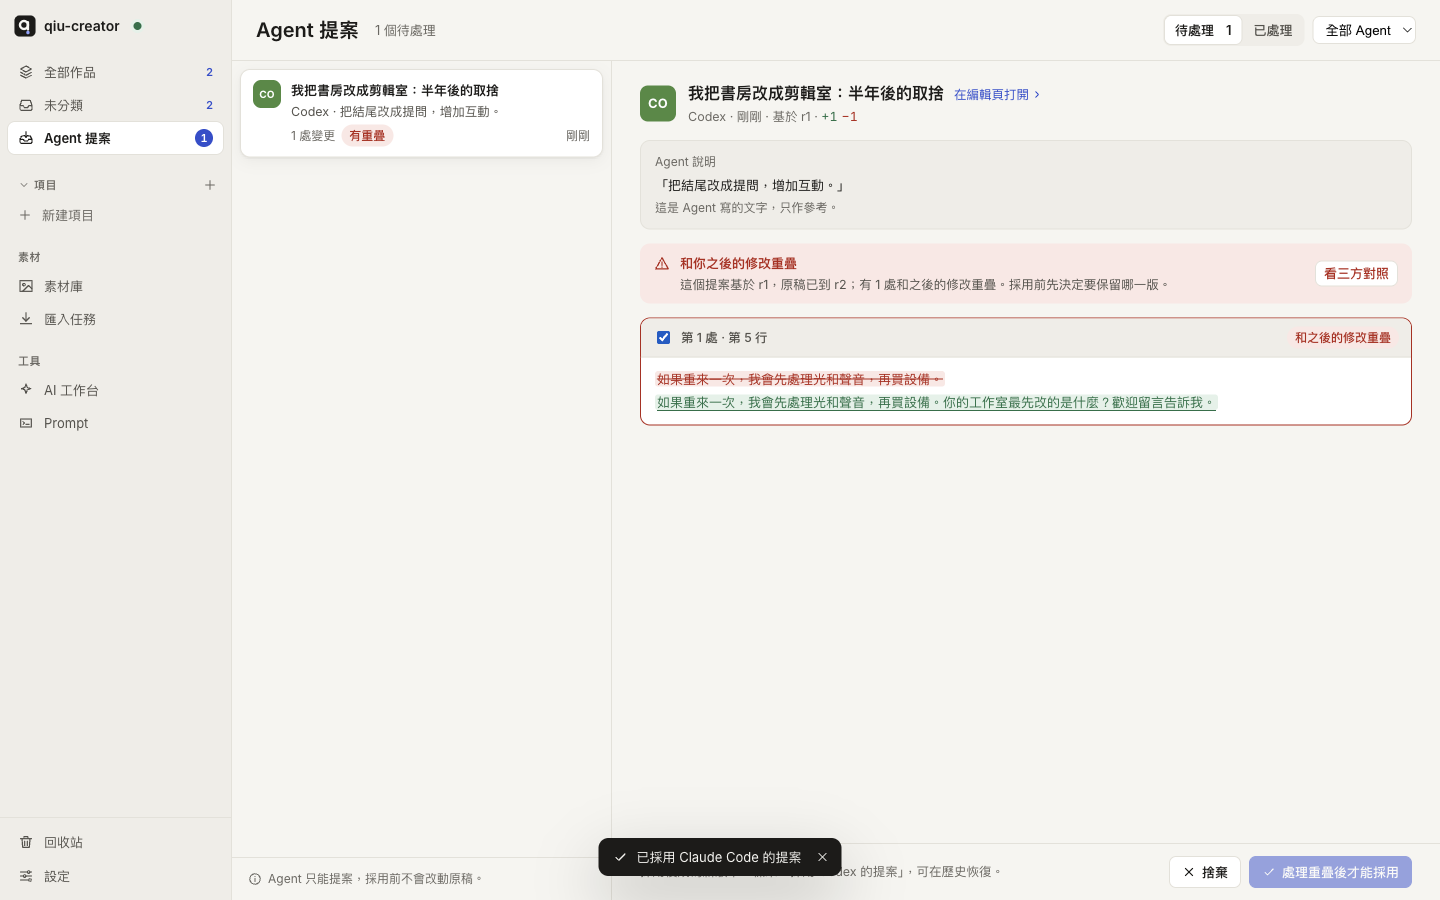 qiu-creator
全部作品 2
未分類 2
Agent 提案 1
項目
新建項目
素材
素材庫
匯入任務
工具
AI 工作台
Prompt
回收站
設定
Agent 提案 1 個待處理
待處理 1 已處理 全部 Agent
CO 我把書房改成剪輯室：半年後的取捨
Codex · 把結尾改成提問，增加互動。
1 處變更 有重疊 剛剛
Agent 只能提案，採用前不會改動原稿。
CO 我把書房改成剪輯室：半年後的取捨 在編輯頁打開
Codex · 剛剛 · 基於 r1 · +1 −1
Agent 說明
「把結尾改成提問，增加互動。」
這是 Agent 寫的文字，只作參考。
和你之後的修改重疊
這個提案基於 r1，原稿已到 r2；有 1 處和之後的修改重疊。採用前先決定要保留哪一版。
看三方對照
第 1 處 · 第 5 行 和之後的修改重疊
如果重來一次，我會先處理光和聲音，再買設備。
如果重來一次，我會先處理光和聲音，再買設備。你的工作室最先改的是什麼？歡迎留言告訴我。
已採用 Claude Code 的提案
dex 的提案」，可在歷史恢復。
捨棄 處理重疊後才能採用